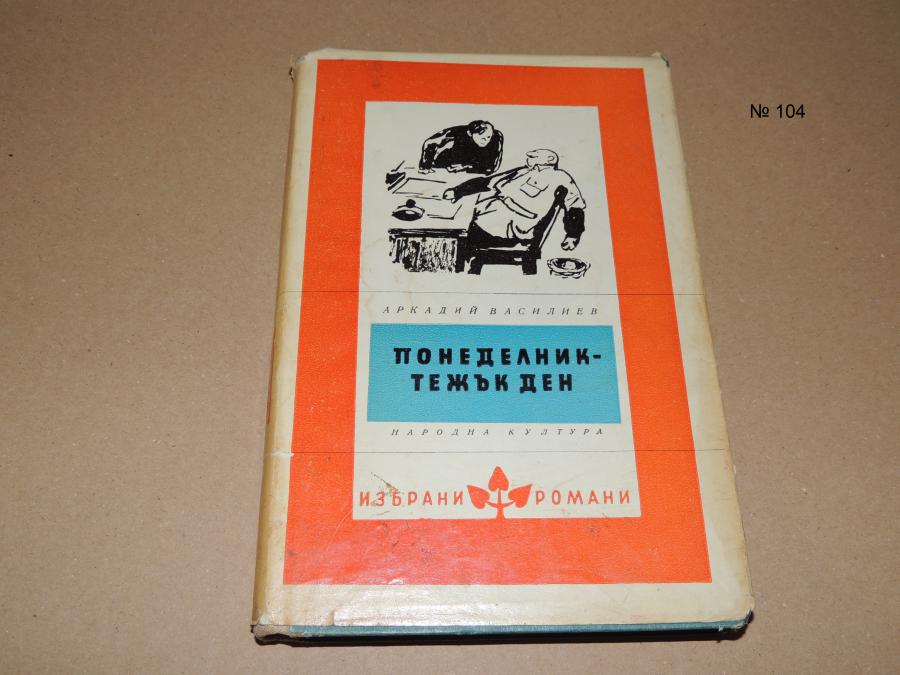 № 104
АРКАДИЙ ВАСИЛИЕВ
ПОНЕДЕЛНИК-
ТЕЖЪК ДЕН
НАРОДНА КУЛТУРА
ИЗБРАНИ РОМАНИ